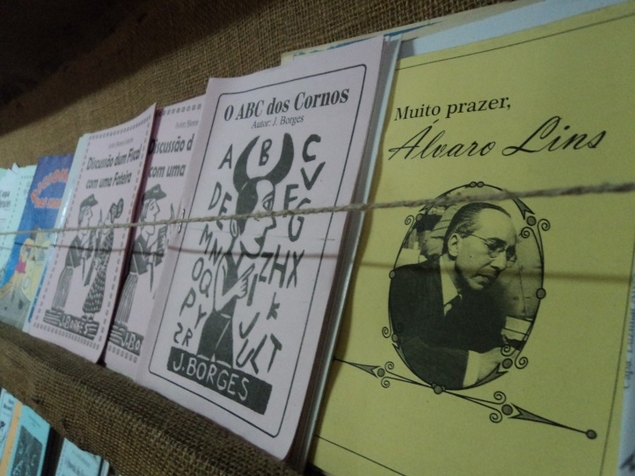 Discussão dum Fiscal
com uma Fateira
J.BORGES
Discussão d
com uma
J.BO
O ABC dos Cornos
Autor: J. Borges
A B C
D E F V
G
M N
O Q Z H X
P Y
Z R J U L T
K
J. BORGES
Muito prazer,
Álvaro Lins